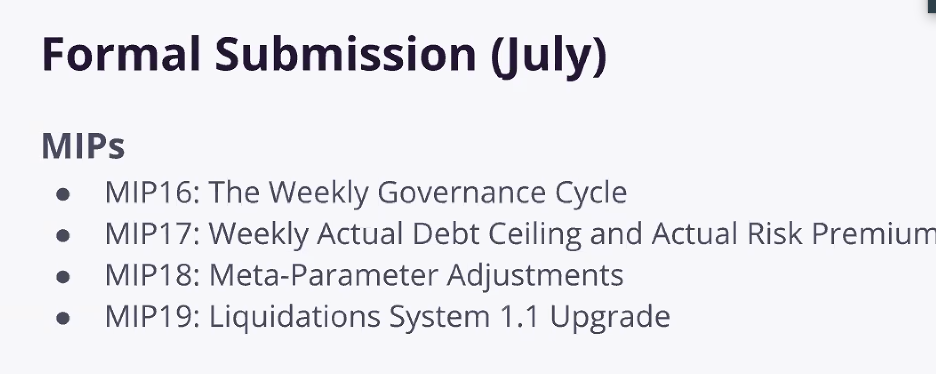 Formal Submission (July)
MIPs
● MIP16: The Weekly Governance Cycle
● MIP17: Weekly Actual Debt Ceiling and Actual Risk Premium
● MIP18: Meta-Parameter Adjustments
● MIP19: Liquidations System 1.1 Upgrade